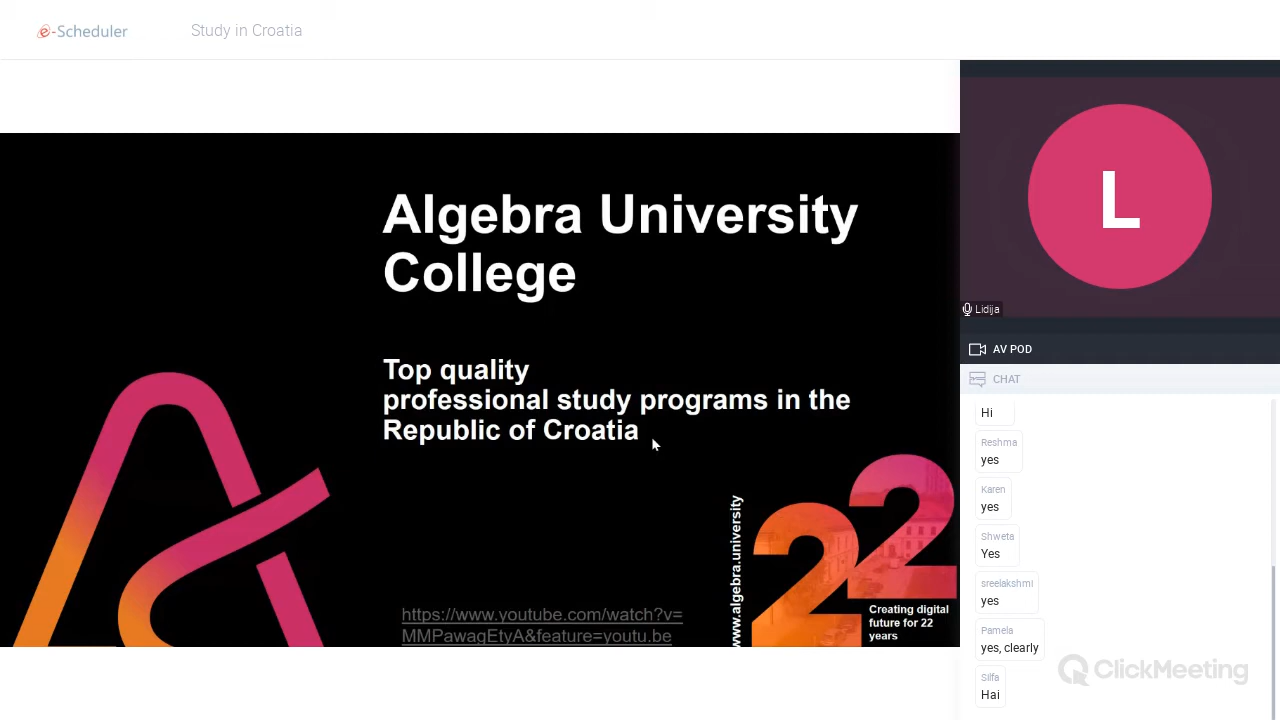 e-Scheduler
Study in Croatia
Algebra University
College
Top quality
professional study programs in the
Republic of Croatia
https://www.youtube.com/watch?v=
MMPawagEtyA&feature=youtu.be
www.algebra.university
22
Creating digital
future for 22
years
L
Lidija
AV POD
CHAT
Hi
Reshma
yes
Karen
yes
Shweta
Yes
sreelakshmi
yes
Pamela
yes, clearly
Silfa
Hai
ClickMeeting